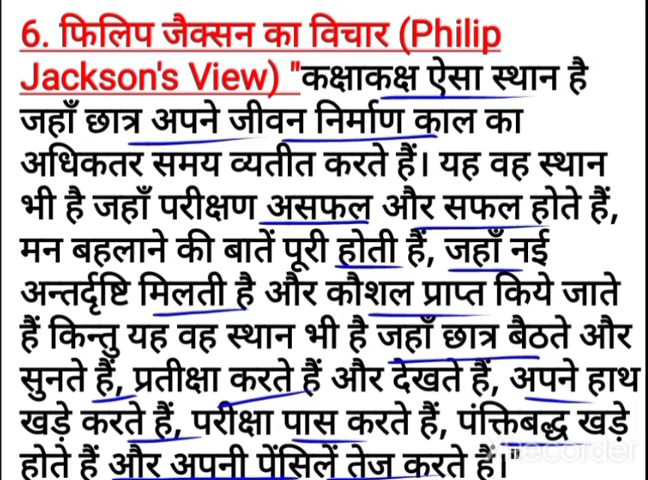 6. फिलिप जैक्सन का विचार (Philip
Jackson's View) "कक्षाकक्ष ऐसा स्थान है
जहाँ छात्र अपने जीवन निर्माण काल का
अधिकतर समय व्यतीत करते हैं। यह वह स्थान
भी है जहाँ परीक्षण असफल और सफल होते हैं,
मन बहलाने की बातें पूरी होती हैं, जहाँ नई
अन्तर्दृष्टि मिलती है और कौशल प्राप्त किये जाते
हैं किन्तु यह वह स्थान भी है जहाँ छात्र बैठते और
सुनते हैं, प्रतीक्षा करते हैं और देखते हैं, अपने हाथ
खड़े करते हैं, परीक्षा पास करते हैं, पंक्तिबद्ध खड़े
होते हैं और अपनी पेंसिलें तेज करते हैं।"